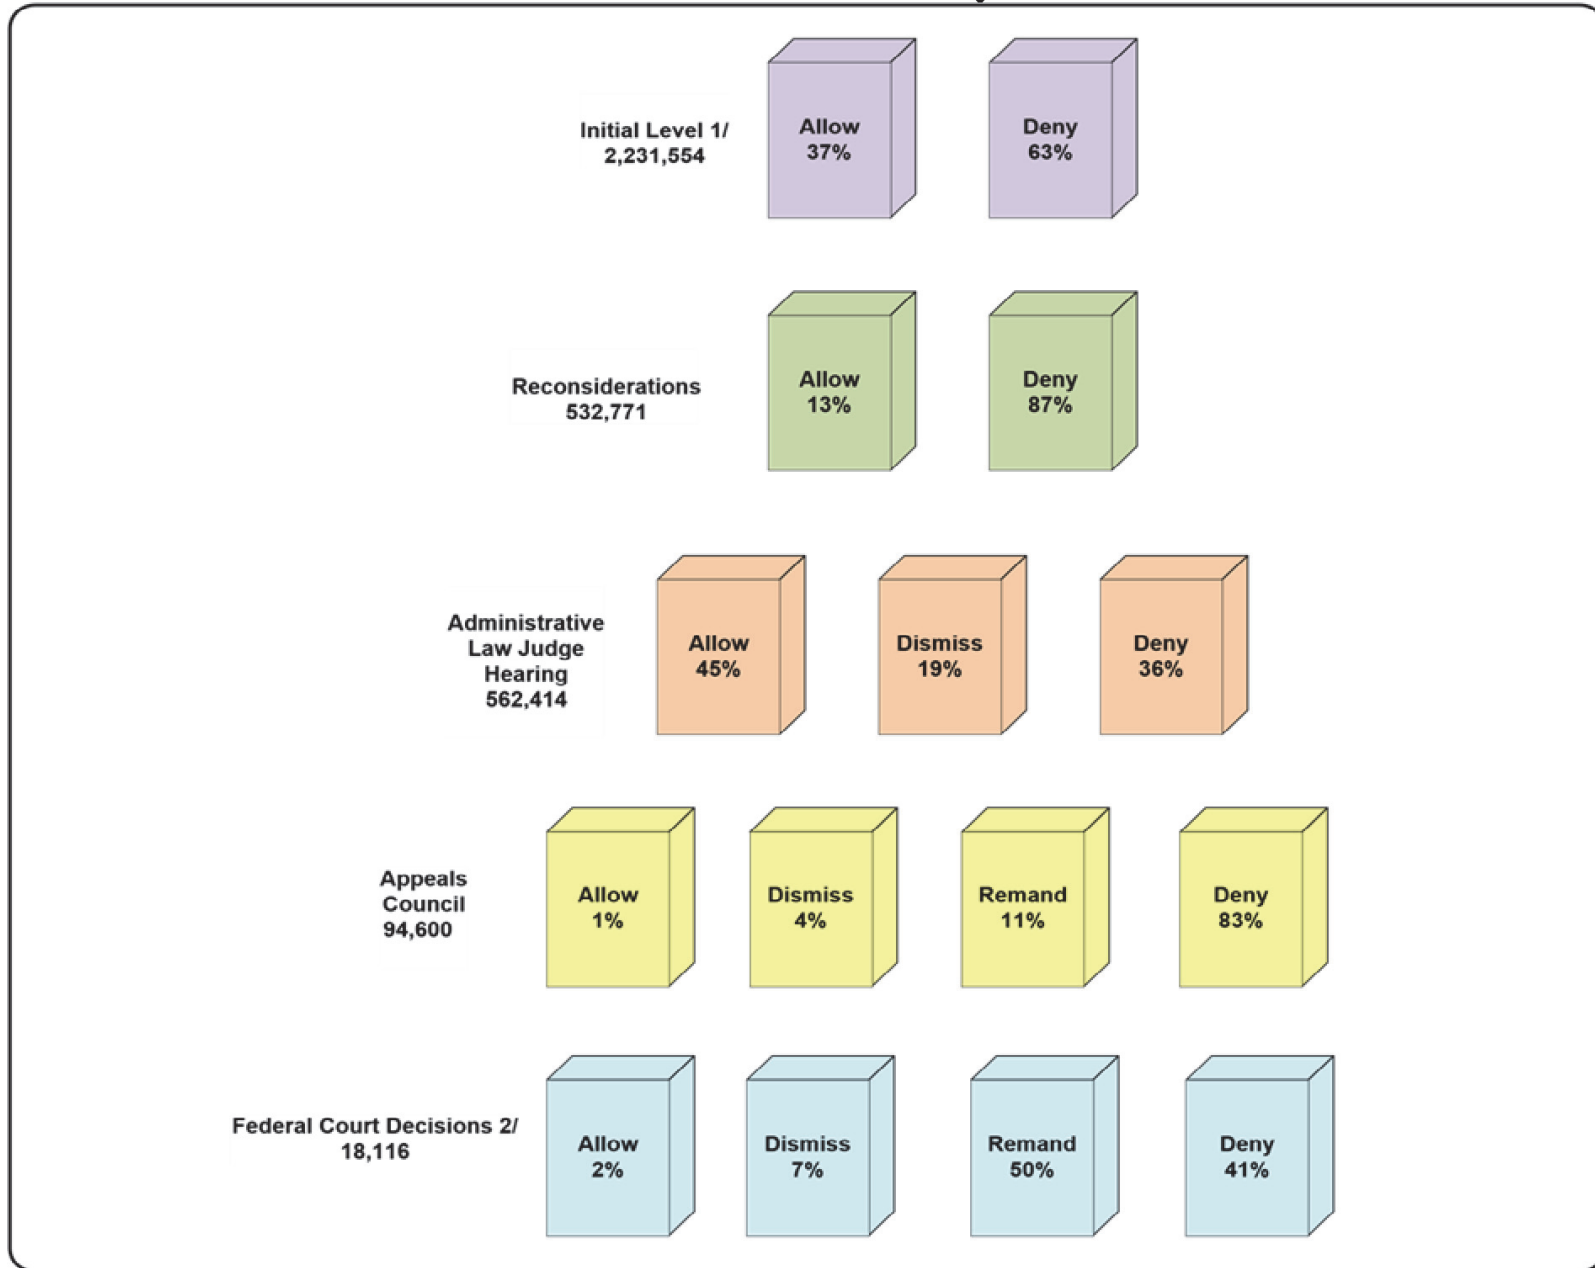 Initial Level 1/
2,231,554
Allow
37%
Deny
63%
Reconsiderations
532,771
Allow
13%
Deny
87%
Administrative
Law Judge
Hearing
562,414
Allow
45%
Dismiss
19%
Deny
36%
Appeals
Council
94,600
Allow
1%
Dismiss
4%
Remand
11%
Deny
83%
Federal Court Decisions 2/
18,116
Allow
2%
Dismiss
7%
Remand
50%
Deny
41%